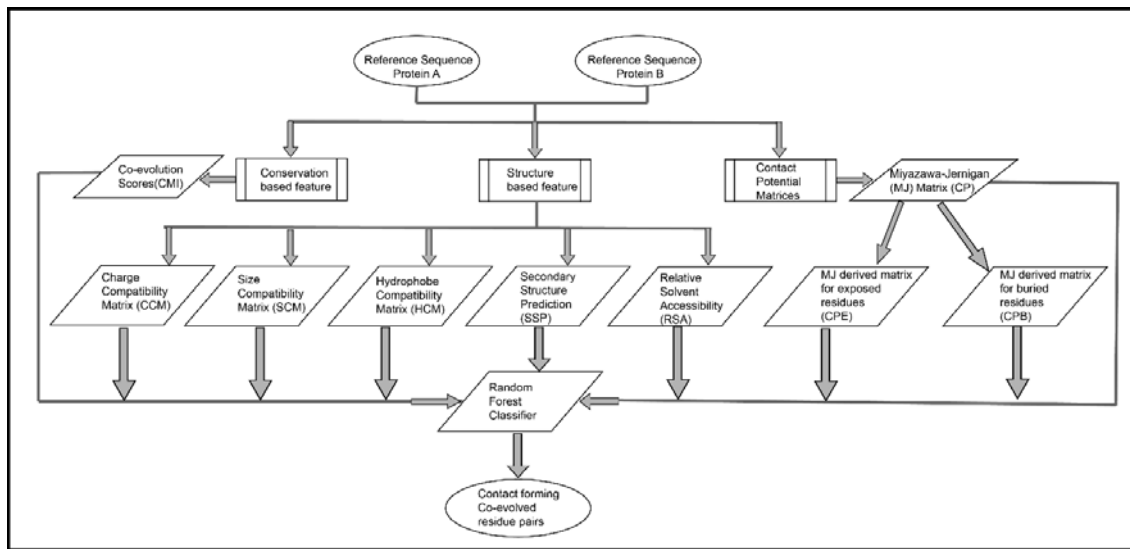 Reference Sequence
Protein A
Reference Sequence
Protein B
Co-evolution
Scores(CMI)
Conservation
based feature
Structure
based feature
Contact
Potential
Matrices
Miyazawa-Jernigan
(MJ) Matrix (CP)
Charge
Compatibility
Matrix (CCM)
Size
Compatibility
Matrix (SCM)
Hydrophobe
Compatibility
Matrix (HCM)
Secondary
Structure
Prediction
(SSP)
Relative
Solvent
Accessibility
(RSA)
MJ derived matrix
for exposed
residues
(CPE)
MJ derived matrix
for buried
residues (CPB)
Random
Forest
Classifier
Contact forming
Co-evolved
residue pairs